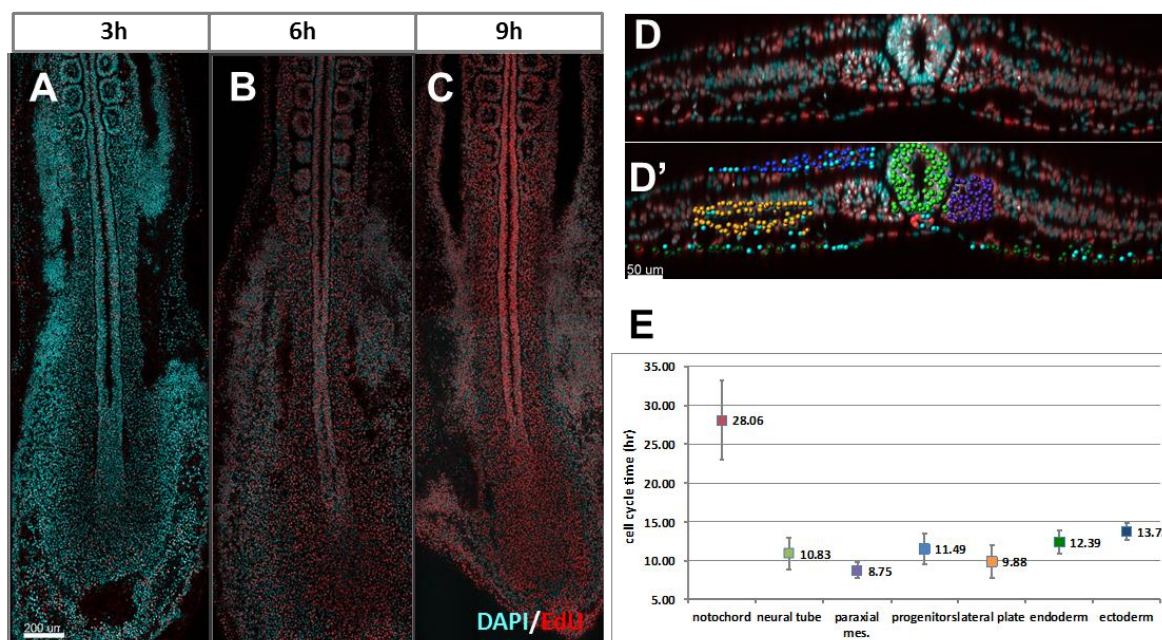 3h 6h 9h
A B C
DAPI/EdU
200 um
D
D’
50 um
E
cell cycle time (hr)
35.00
30.00
25.00
20.00
15.00
10.00
5.00
28.06
10.83
8.75
11.49
9.88
12.39
13.7
notochord neural tube paraxial progenitors lateral plate endoderm ectoderm
mes.